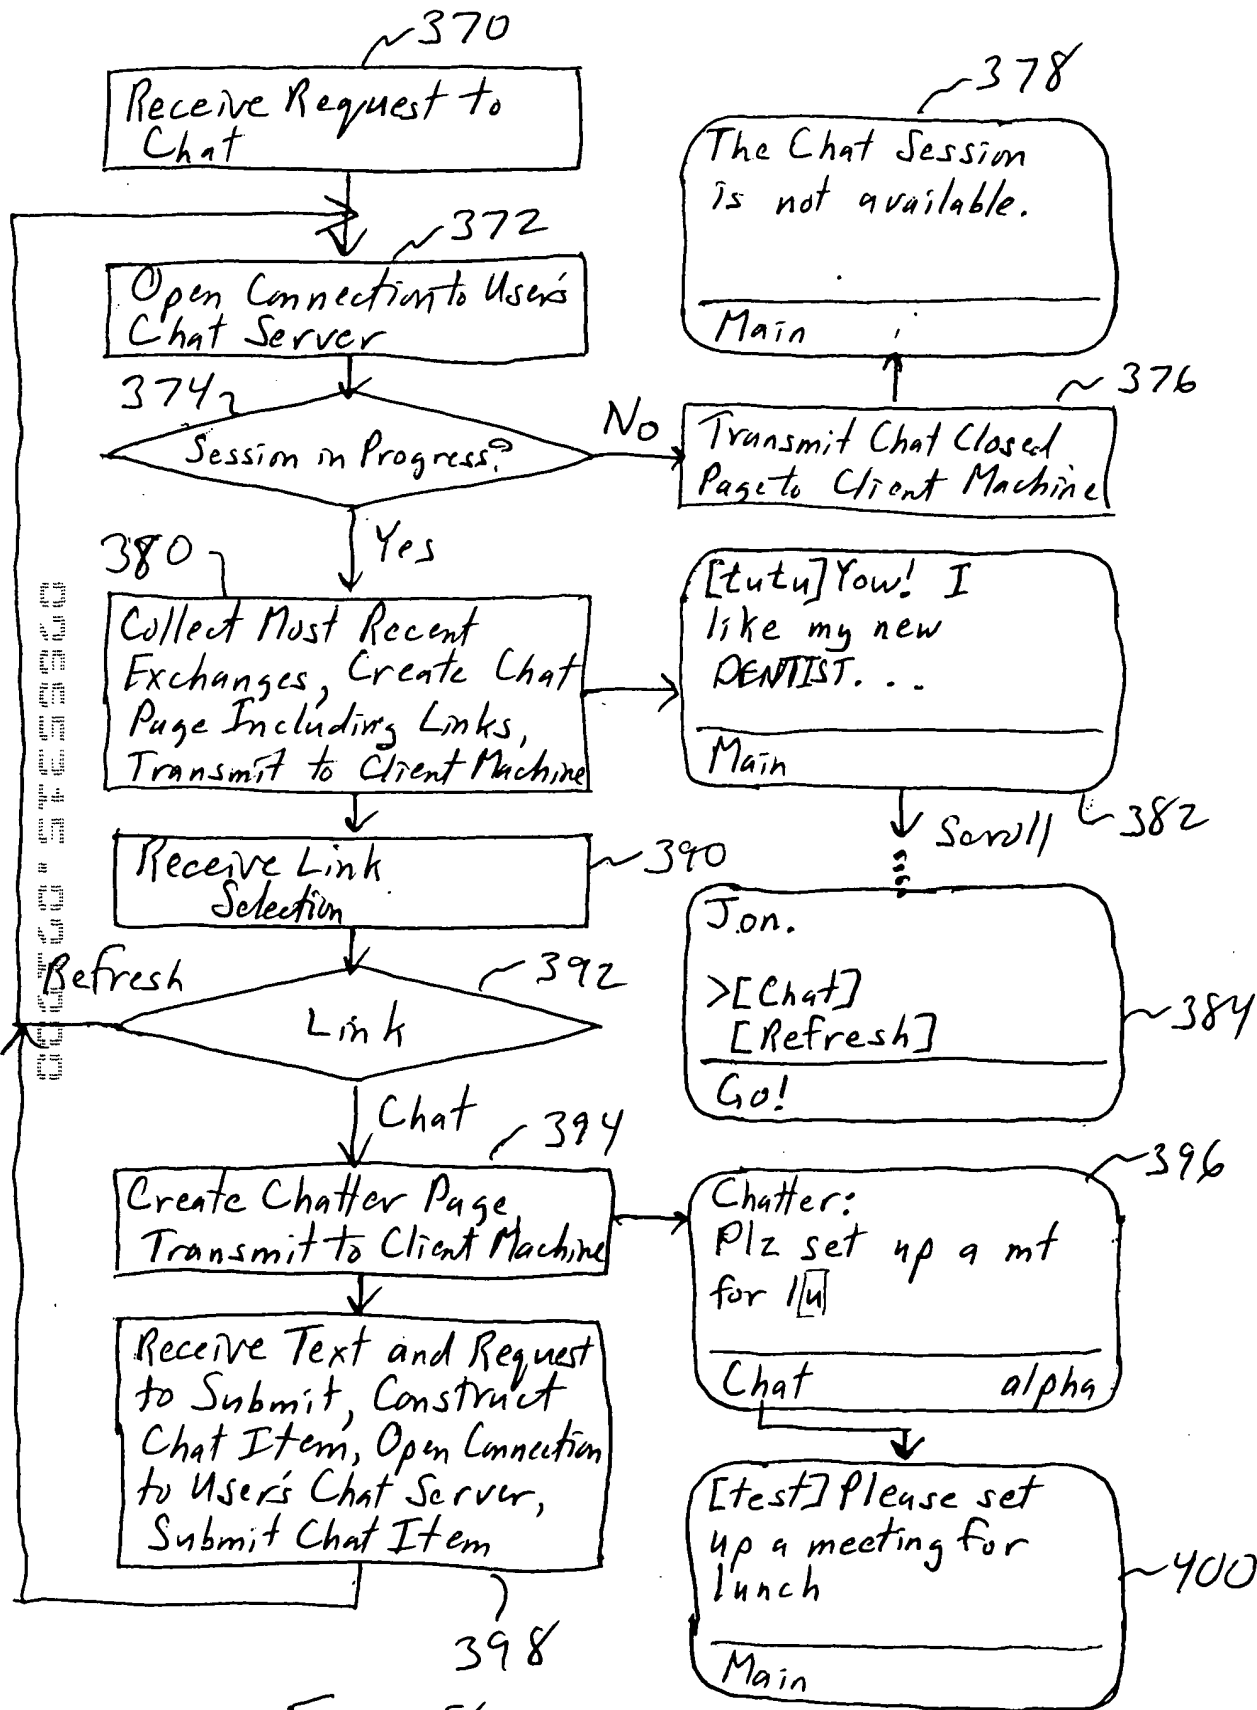 370
Receive Request to
Chat
378
The Chat Session
is not available.
Main
372
Open Connection to User's
Chat Server
374
Session in Progress?
No
376
Transmit Chat Closed
Page to Client Machine
Yes
380
Collect Most Recent
Exchanges, Create Chat
Page Including Links,
Transmit to Client Machine
[tutu] Yow! I
like my new
DENTIST...
Main
382
Scroll
Receive Link
Selection
390
Jon.
>[Chat]
[Refresh]
Go!
384
Refresh
392
Link
Chat
394
Create Chatter Page
Transmit to Client Machine
396
Chatter:
Plz set up a mt
for l[u]
Chat alpha
Receive Text and Request
to Submit, Construct
Chat Item, Open Connection
to User's Chat Server,
Submit Chat Item
398
[test] Please set
up a meeting for
lunch
Main
400